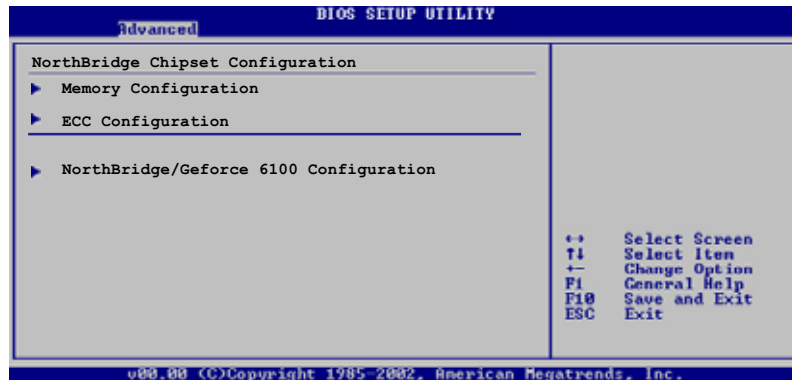 BIOS SETUP UTILITY
Advanced
NorthBridge Chipset Configuration
Memory Configuration
ECC Configuration
NorthBridge/Geforce 6100 Configuration
↔ Select Screen
↑↓ Select Item
+- Change Option
F1 General Help
F10 Save and Exit
ESC Exit
v00.00 (C)Copyright 1985-2002, American Megatrends, Inc.